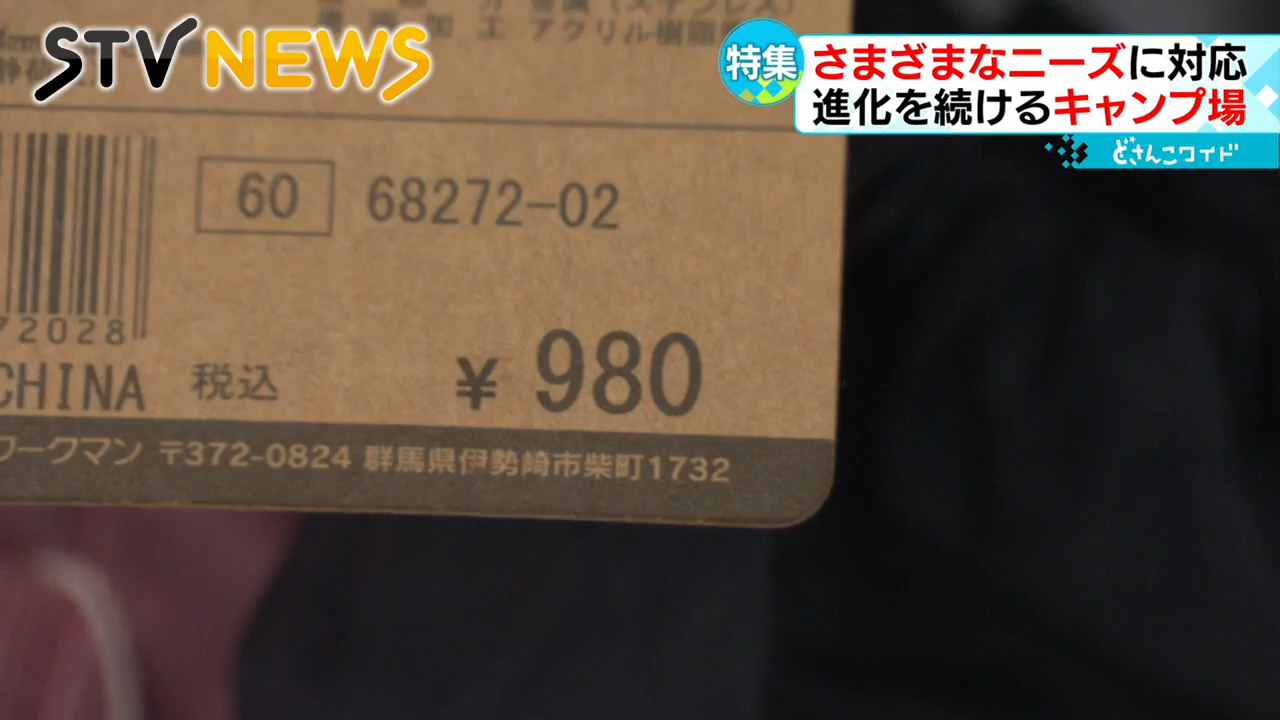 STV NEWS
特集
さまざまなニーズに対応
進化を続けるキャンプ場
どさんこワイド
加 工 アクリル樹脂
60 68272-02
72028
CHINA 税込 ¥ 980
ワークマン 〒372-0824 群馬県伊勢崎市柴町1732